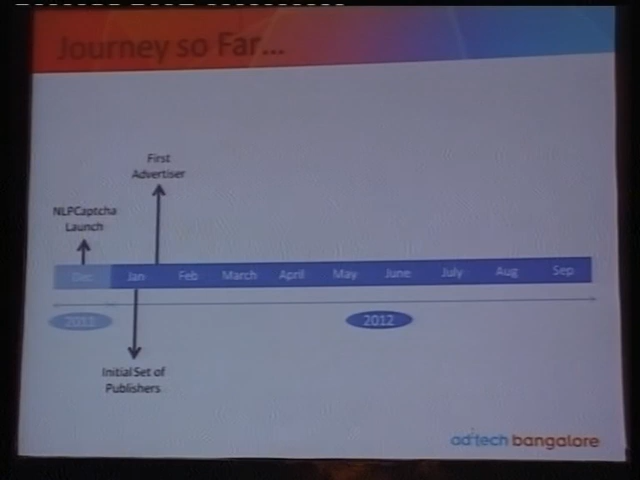 Journey so Far...
First
Advertiser
NLPCaptcha
Launch
Dec Jan Feb March April May June July Aug Sep
2011 2012
Initial Set of
Publishers
ad:tech bangalore